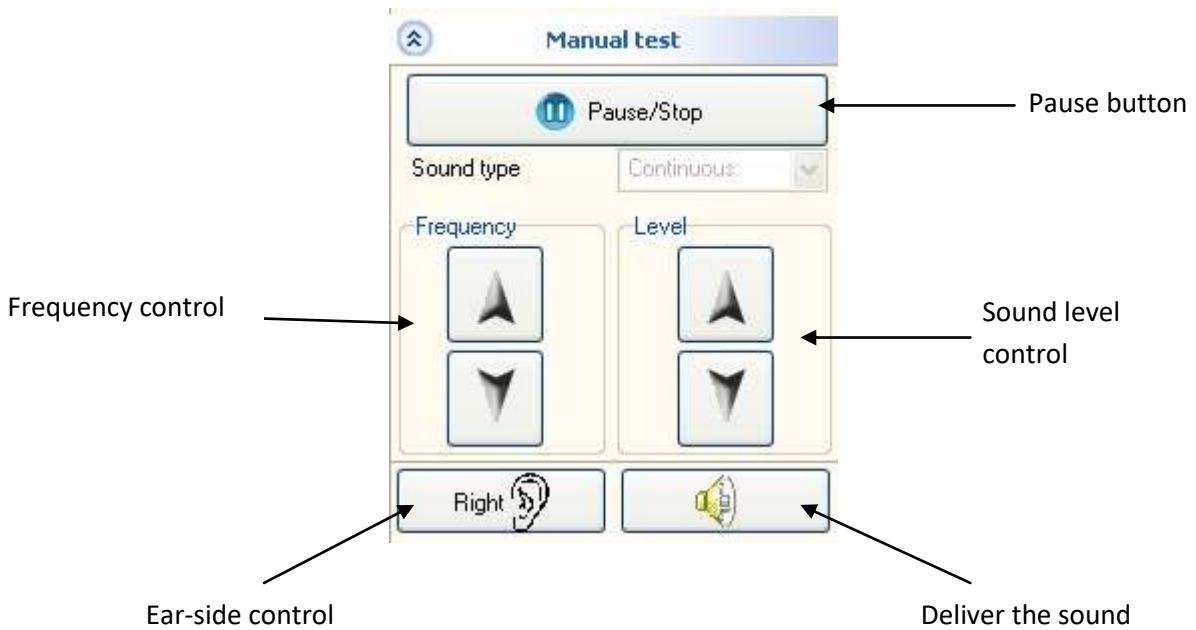 Manual test
Pause/Stop
Pause button
Sound type
Continuous
Frequency
Level
Frequency control
Sound level
control
Right
Ear-side control
Deliver the sound